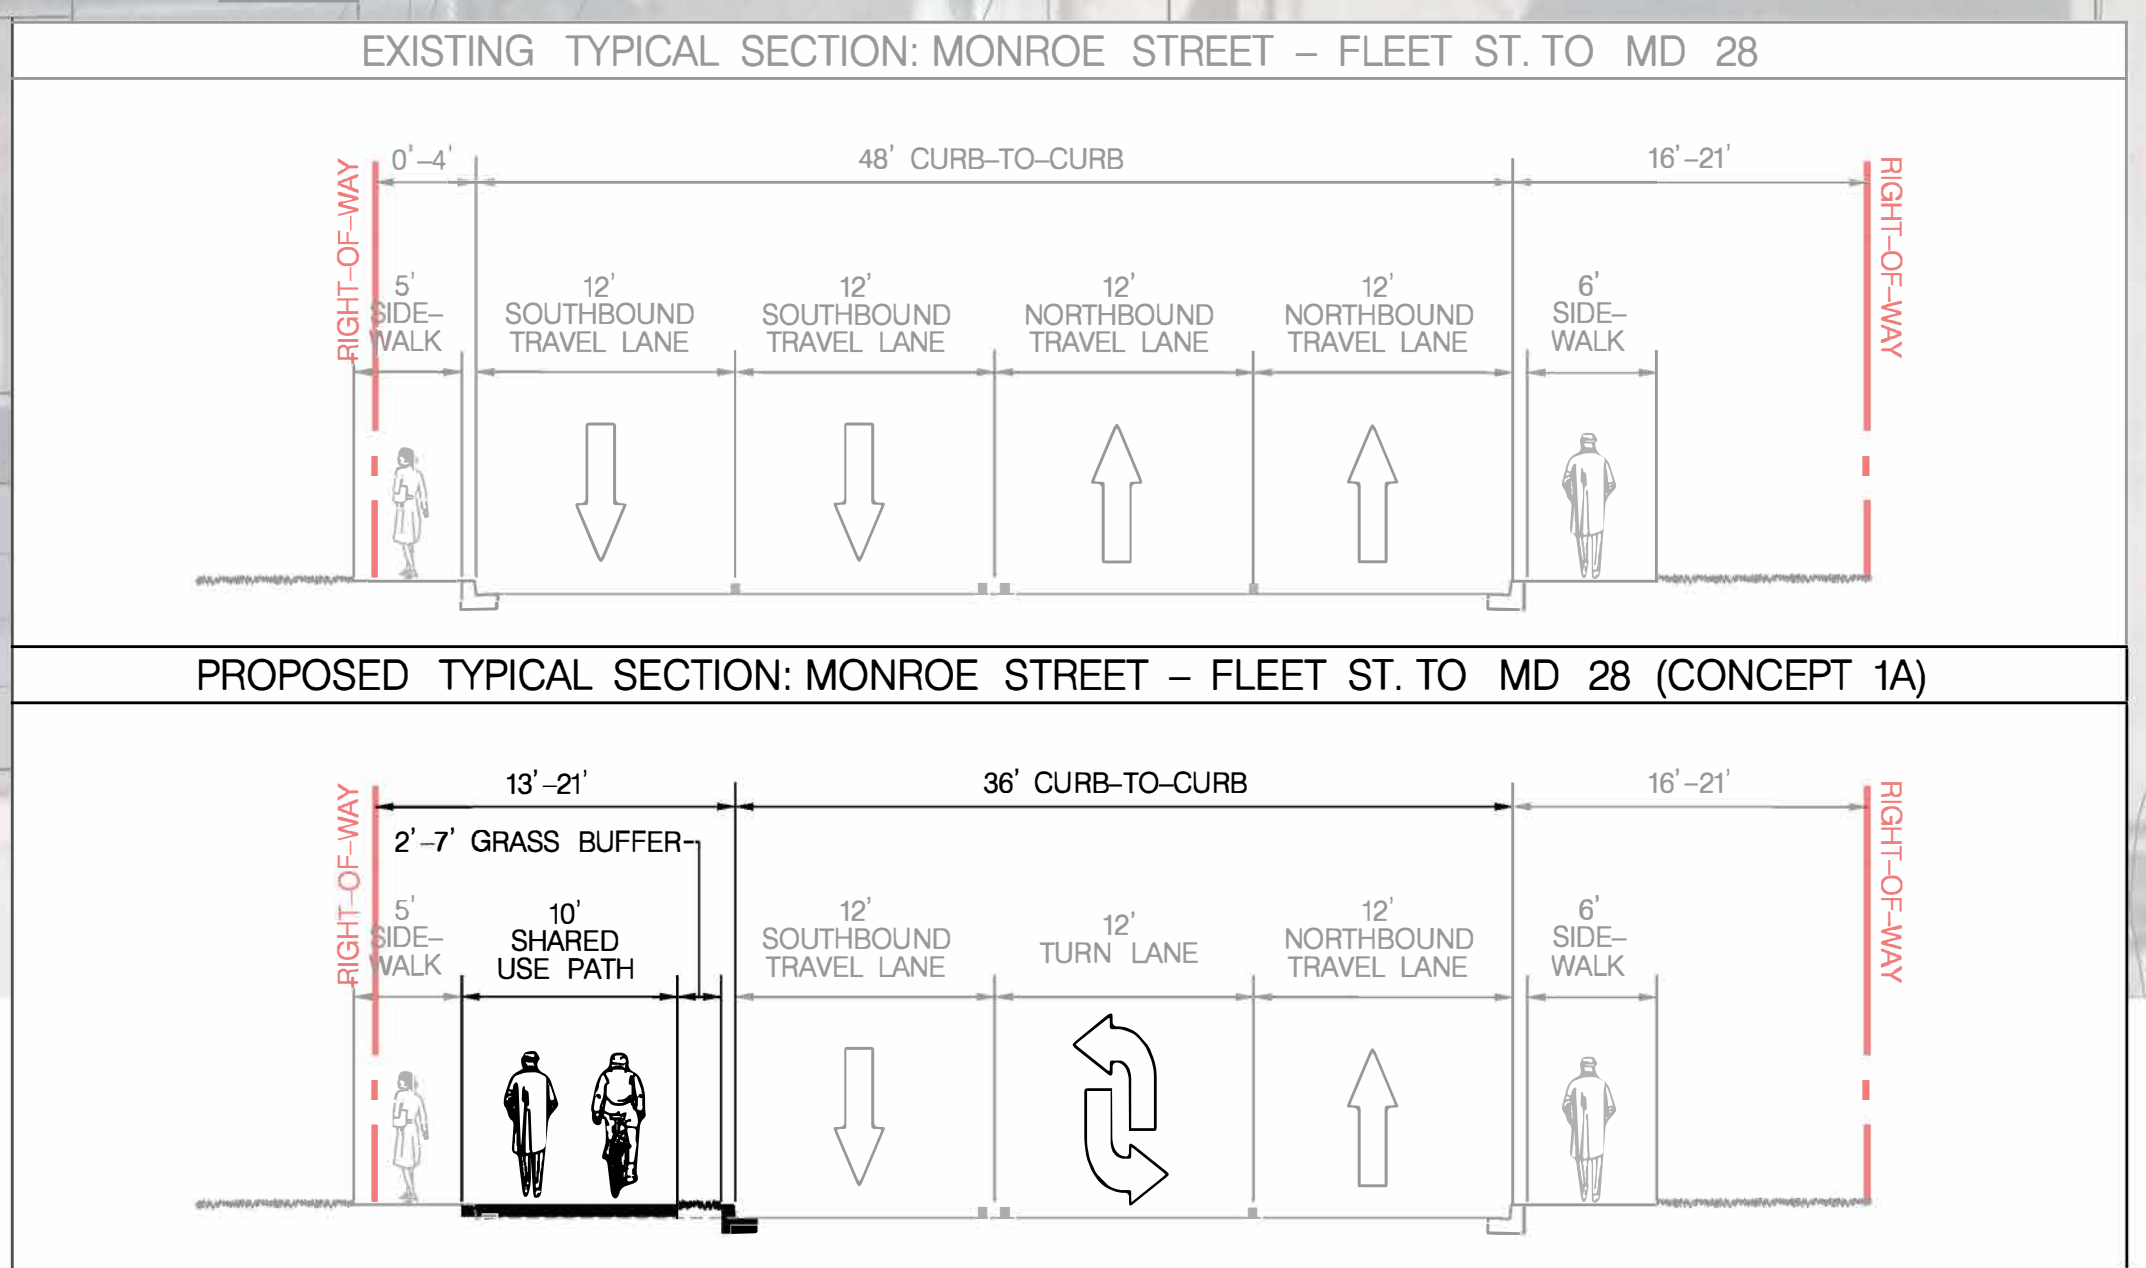 EXISTING TYPICAL SECTION: MONROE STREET – FLEET ST. TO MD 28
0'–4'
48' CURB–TO–CURB
16'–21'
RIGHT–OF–WAY
RIGHT–OF–WAY
5'
SIDE–
WALK
12'
SOUTHBOUND
TRAVEL LANE
12'
SOUTHBOUND
TRAVEL LANE
12'
NORTHBOUND
TRAVEL LANE
12'
NORTHBOUND
TRAVEL LANE
6'
SIDE–
WALK
PROPOSED TYPICAL SECTION: MONROE STREET – FLEET ST. TO MD 28 (CONCEPT 1A)
13'–21'
36' CURB–TO–CURB
16'–21'
RIGHT–OF–WAY
RIGHT–OF–WAY
2'–7' GRASS BUFFER
5'
SIDE–
WALK
10'
SHARED
USE PATH
12'
SOUTHBOUND
TRAVEL LANE
12'
TURN LANE
12'
NORTHBOUND
TRAVEL LANE
6'
SIDE–
WALK